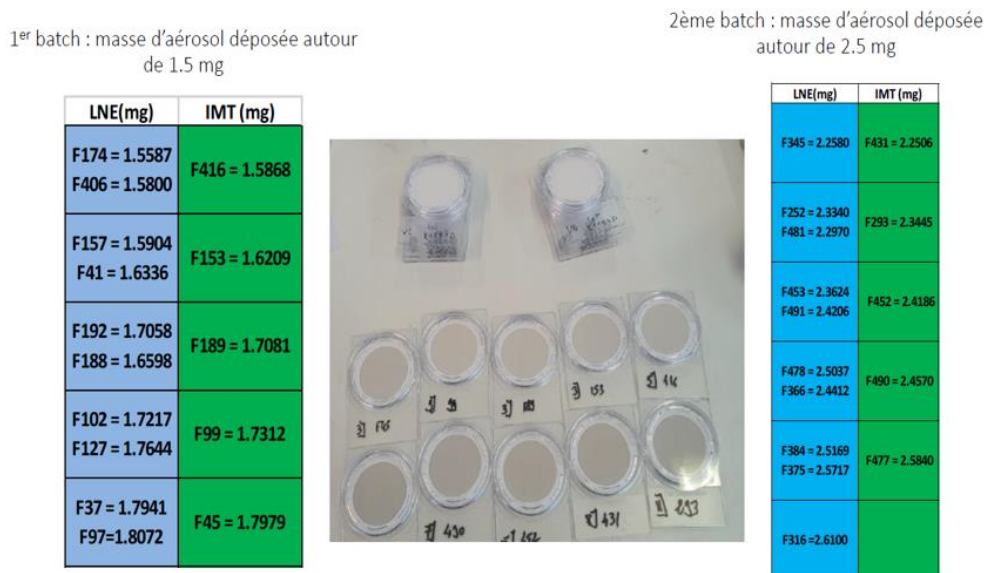 1er batch : masse d’aérosol déposée autour
de 1.5 mg
LNE(mg) IMT (mg)
F174 = 1.5587
F406 = 1.5800
F416 = 1.5868
F157 = 1.5904
F41 = 1.6336
F153 = 1.6209
F192 = 1.7058
F188 = 1.6598
F189 = 1.7081
F102 = 1.7217
F127 = 1.7644
F99 = 1.7312
F37 = 1.7941
F97=1.8072
F45 = 1.7979
99
153
416
490
452
431
293
2ème batch : masse d’aérosol déposée
autour de 2.5 mg
LNE(mg) IMT (mg)
F345 = 2.2580
F431 = 2.2506
F252 = 2.3340
F481 = 2.2970
F293 = 2.3445
F453 = 2.3624
F491 = 2.4206
F452 = 2.4186
F478 = 2.5037
F366 = 2.4412
F490 = 2.4570
F384 = 2.5169
F375 = 2.5717
F477 = 2.5840
F316 =2.6100